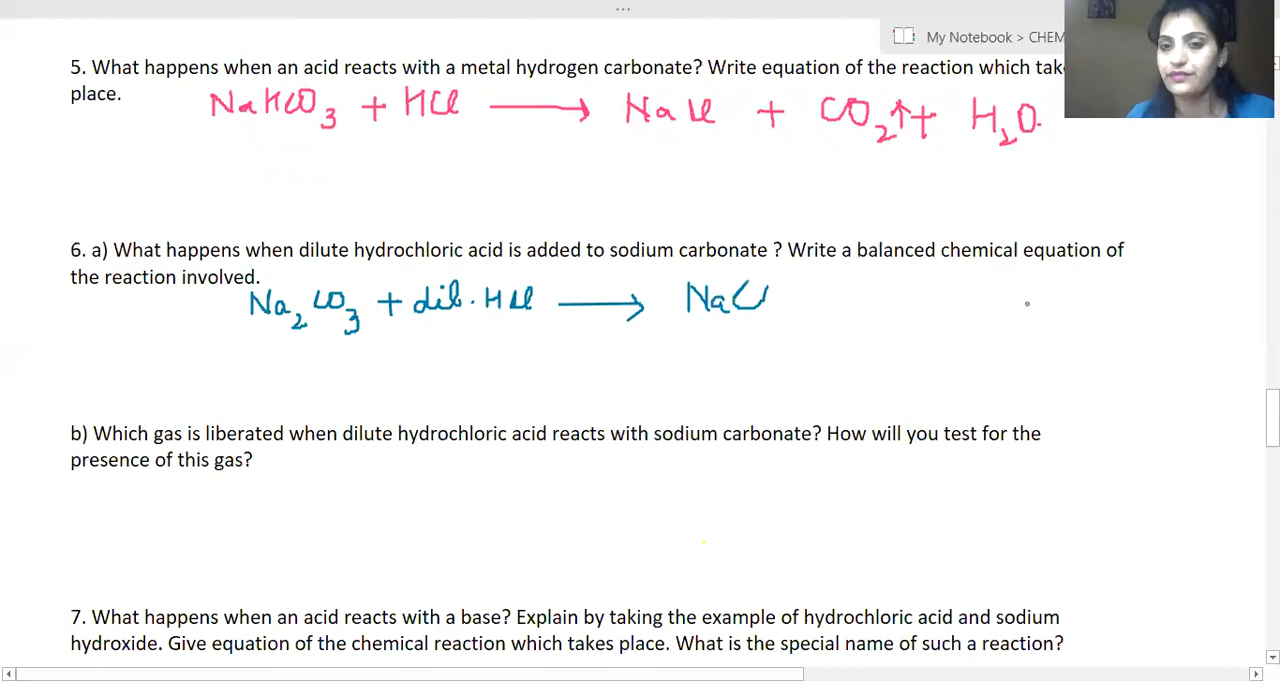 ...
My Notebook > CHEM
5. What happens when an acid reacts with a metal hydrogen carbonate? Write equation of the reaction which tak
place.
NaHCO3 + HCl ⟶ NaCl + CO2↑ + H2O.
6. a) What happens when dilute hydrochloric acid is added to sodium carbonate ? Write a balanced chemical equation of
the reaction involved.
Na2CO3 + dil. HCl ⟶ NaCl
b) Which gas is liberated when dilute hydrochloric acid reacts with sodium carbonate? How will you test for the
presence of this gas?
7. What happens when an acid reacts with a base? Explain by taking the example of hydrochloric acid and sodium
hydroxide. Give equation of the chemical reaction which takes place. What is the special name of such a reaction?